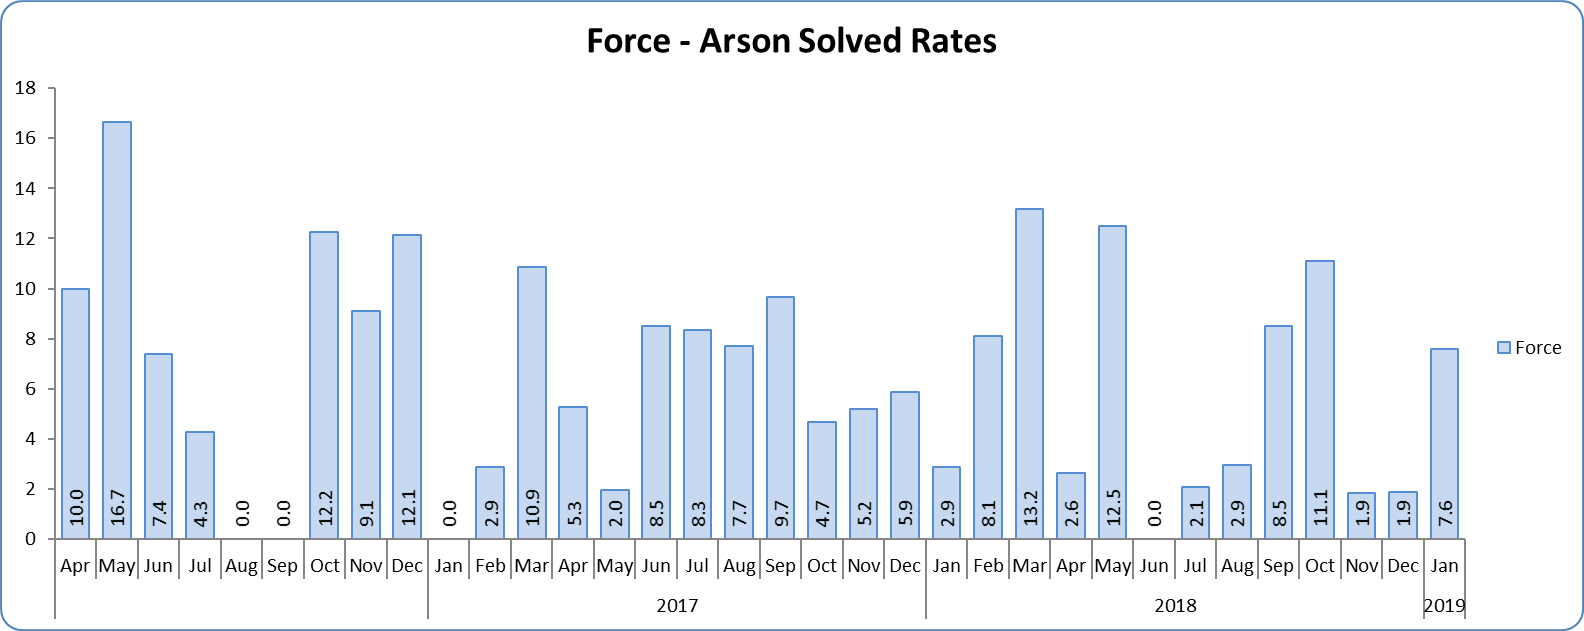 Force - Arson Solved Rates
18
16
14
12
10
8
6
4
2
0
10.0 16.7 7.4 4.3 0.0 0.0 12.2 9.1 12.1 0.0 2.9 10.9 5.3 2.0 8.5 8.3 7.7 9.7 4.7 5.2 5.9 2.9 8.1 13.2 2.6 12.5 0.0 2.1 2.9 8.5 11.1 1.9 1.9 7.6
Apr May Jun Jul Aug Sep Oct Nov Dec Jan Feb Mar Apr May Jun Jul Aug Sep Oct Nov Dec Jan Feb Mar Apr May Jun Jul Aug Sep Oct Nov Dec Jan
2017 2018 2019
Force